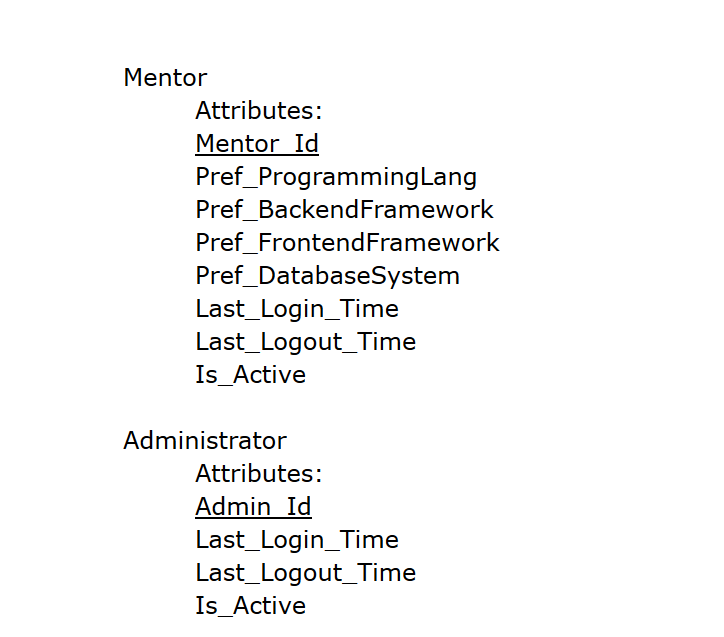 Mentor
Attributes:
Mentor_Id
Pref_ProgrammingLang
Pref_BackendFramework
Pref_FrontendFramework
Pref_DatabaseSystem
Last_Login_Time
Last_Logout_Time
Is_Active
Administrator
Attributes:
Admin_Id
Last_Login_Time
Last_Logout_Time
Is_Active